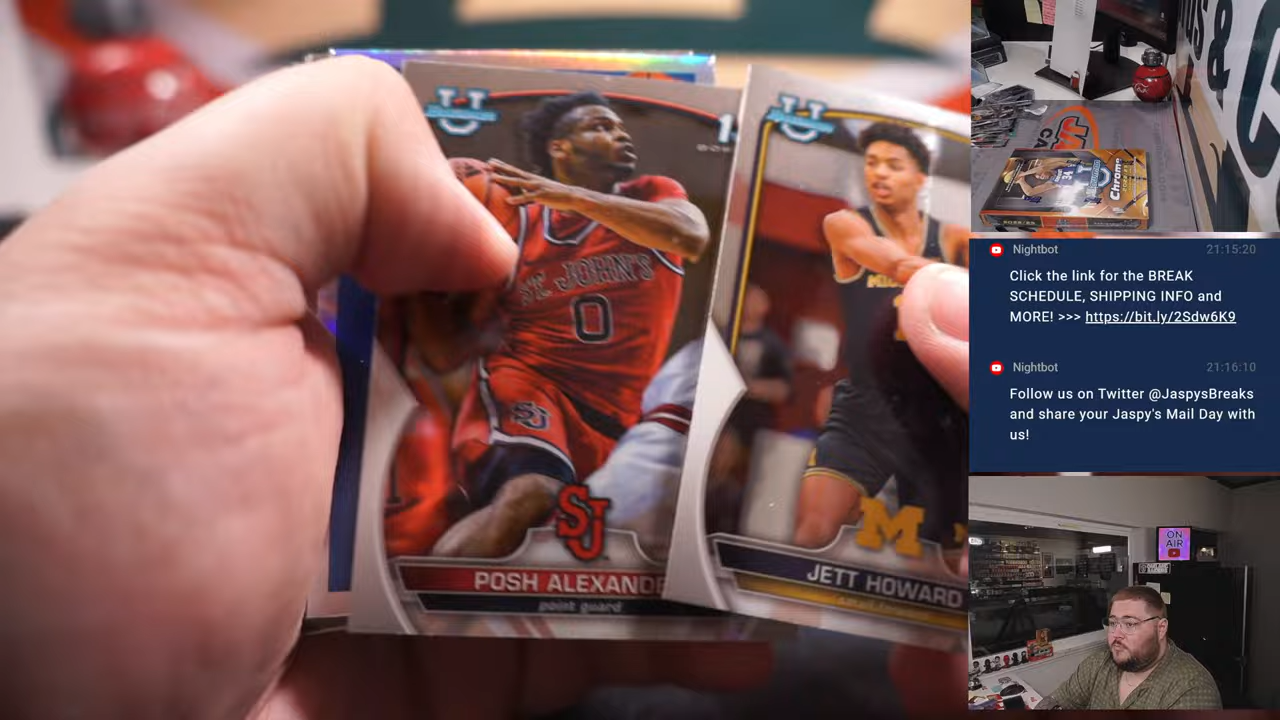 ST. JOHN'S
0
SJ
SJ
POSH ALEXANDE
point guard
M
JETT HOWARD
Chrome
Nightbot
21:15:20
Click the link for the BREAK
SCHEDULE, SHIPPING INFO and
MORE! >>> https://bit.ly/2Sdw6K9
Nightbot
21:16:10
Follow us on Twitter @JaspysBreaks
and share your Jaspy's Mail Day with
us!
ON
AIR